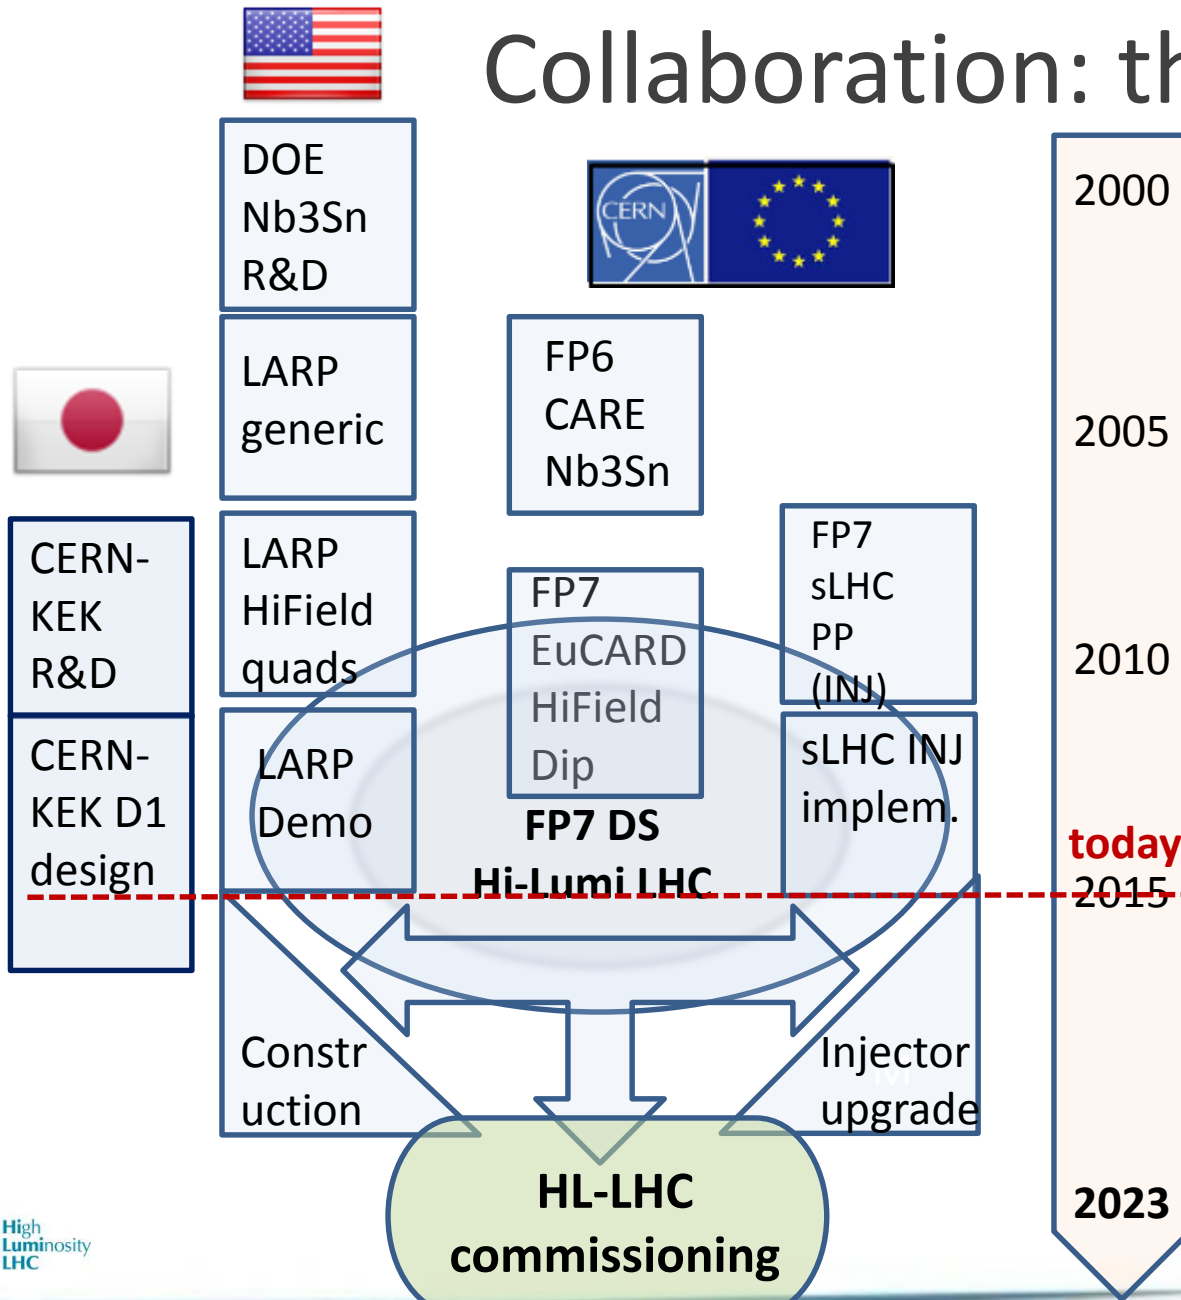 Collaboration: th
DOE
Nb3Sn
R&D
CERN
2000
LARP
generic
FP6
CARE
Nb3Sn
2005
CERN-
KEK
R&D
LARP
HiField
quads
FP7
EuCARD
HiField
Dip
FP7
sLHC
PP
(INJ)
2010
CERN-
KEK D1
design
LARP
Demo
FP7 DS
Hi-Lumi LHC
sLHC INJ
implem.
today
2015
Constr
uction
Injector
upgrade
M
HL-LHC
commissioning
2023
High
Luminosity
LHC